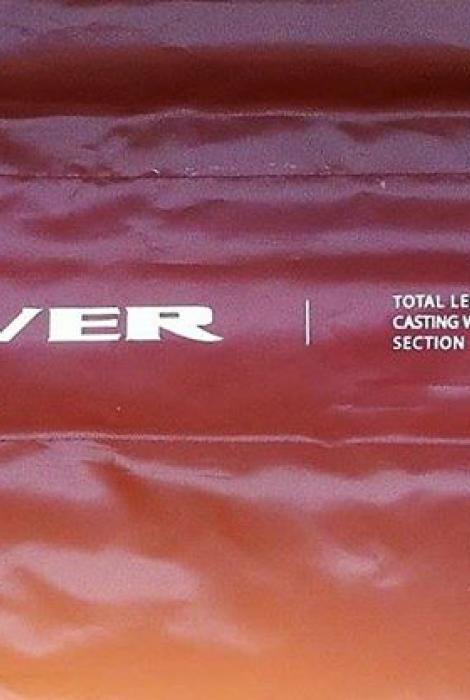 VER
TOTAL LE
CASTING W
SECTION